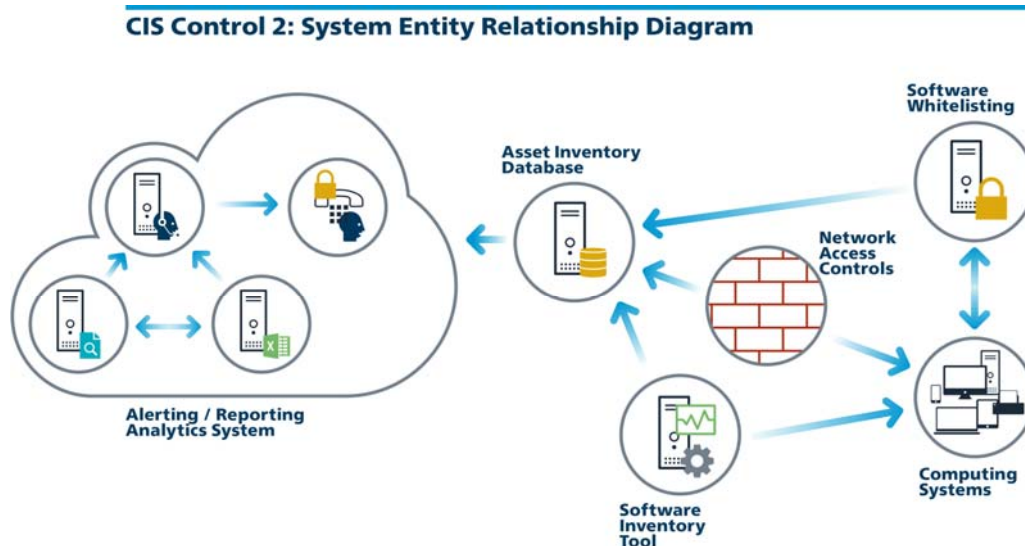 CIS Control 2: System Entity Relationship Diagram
Software
Whitelisting
Asset Inventory
Database
Network
Access
Controls
Alerting / Reporting
Analytics System
Computing
Systems
Software
Inventory
Tool